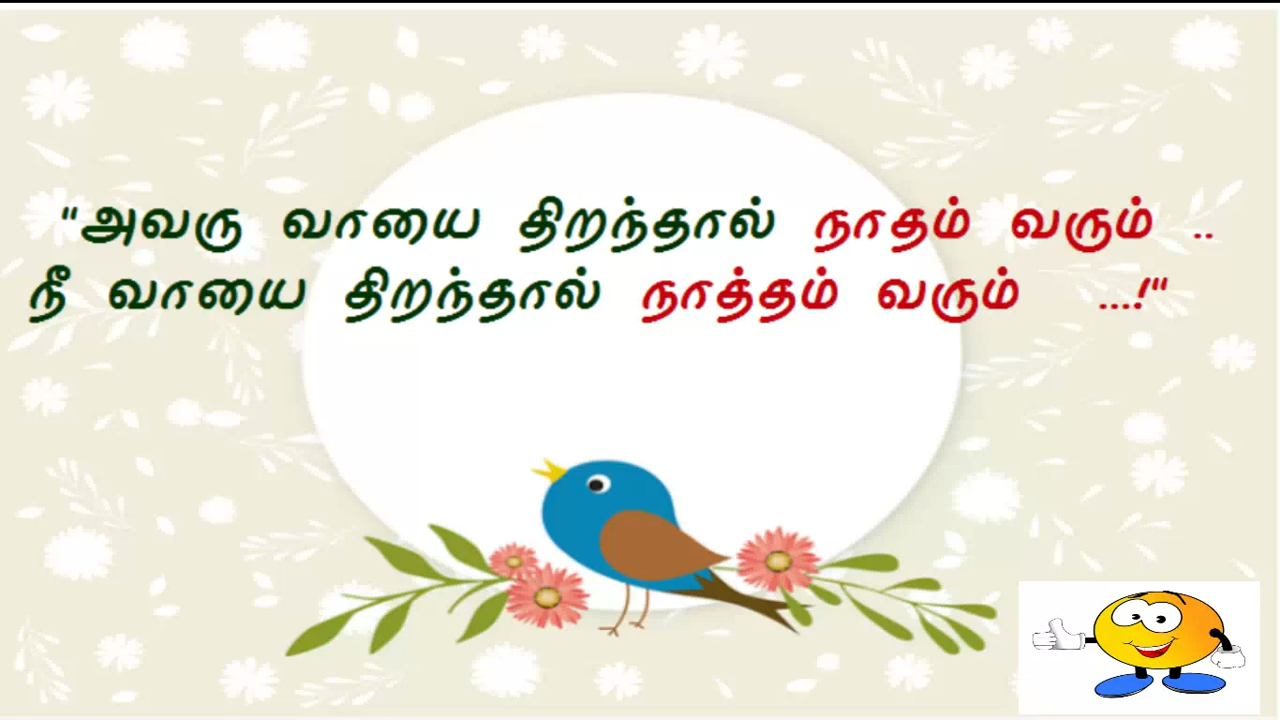 "அவரு வாயை திறந்தால் நாதம் வரும் ..
நீ வாயை திறந்தால் நாத்தம் வரும் ...!"